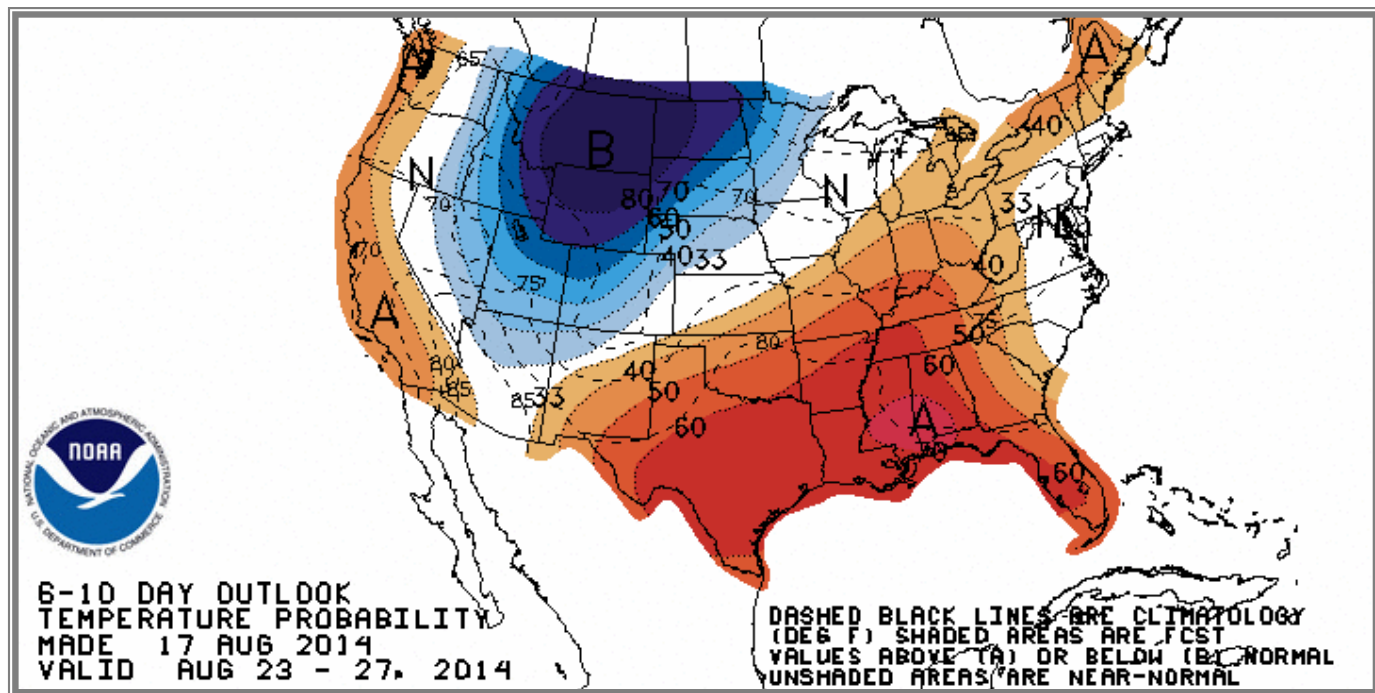 A
A
65
B
40
N
N
80
70
60
50
40
33
70
70
33
N
70
75
40
A
75
50
80
80
85
85
33
40
50
60
60
A
70
60
NATIONAL OCEANIC AND ATMOSPHERIC ADMINISTRATION
NOAA
U.S. DEPARTMENT OF COMMERCE
6-10 DAY OUTLOOK
TEMPERATURE PROBABILITY
MADE 17 AUG 2014
VALID AUG 23 - 27, 2014
DASHED BLACK LINES ARE CLIMATOLOGY
(DEG F) SHADED AREAS ARE FCST
VALUES ABOVE (A) OR BELOW (B) NORMAL
UNSHADED AREAS ARE NEAR-NORMAL